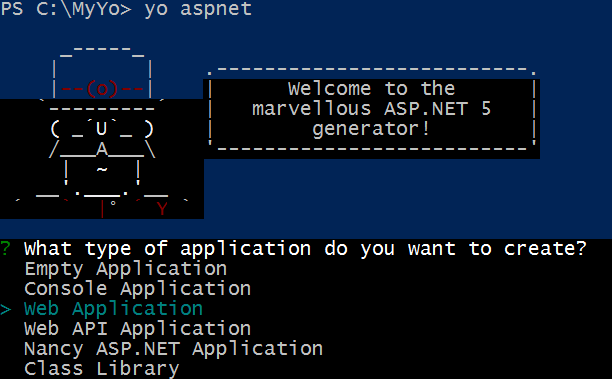 PS C:\MyYo> yo aspnet
Welcome to the
marvellous ASP.NET 5
generator!
? What type of application do you want to create?
Empty Application
Console Application
> Web Application
Web API Application
Nancy ASP.NET Application
Class Library